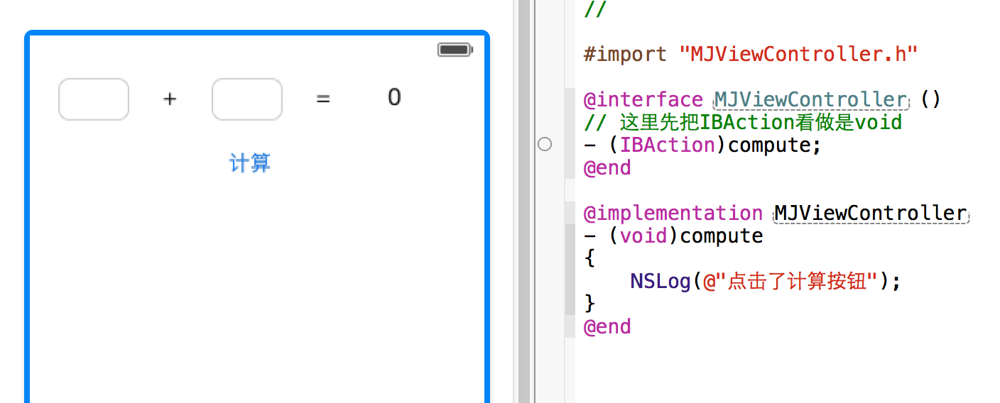 + = 0
计算
//
#import "MJViewController.h"
@interface MJViewController ()
// 这里先把IBAction看做是void
- (IBAction)compute;
@end
@implementation MJViewController
- (void)compute
{
NSLog(@"点击了计算按钮");
}
@end